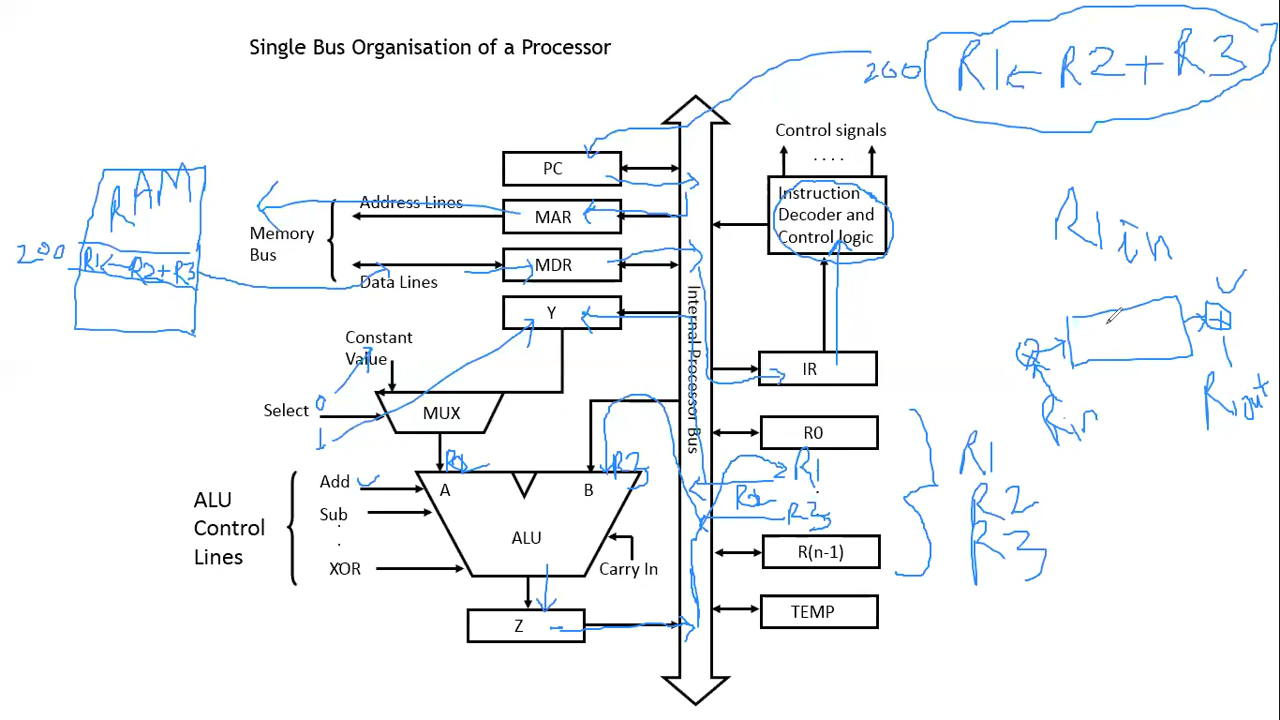 Single Bus Organisation of a Processor
200 R1 ← R2 + R3
Control signals
. . . .
PC
RAM
Address Lines
MAR
Instruction
Decoder and
Control logic
R1 in
Memory
Bus
200
R1 ← R2 + R3
MDR
Data Lines
Internal Processor Bus
Y
Constant
Value
IR
Select
0
1
MUX
R1out
Rin
R0
R1
R2
R3
Add
A
B
R2
R1
ALU
Control
Lines
Sub
.
.
XOR
ALU
Carry In
R(n-1)
Z
TEMP